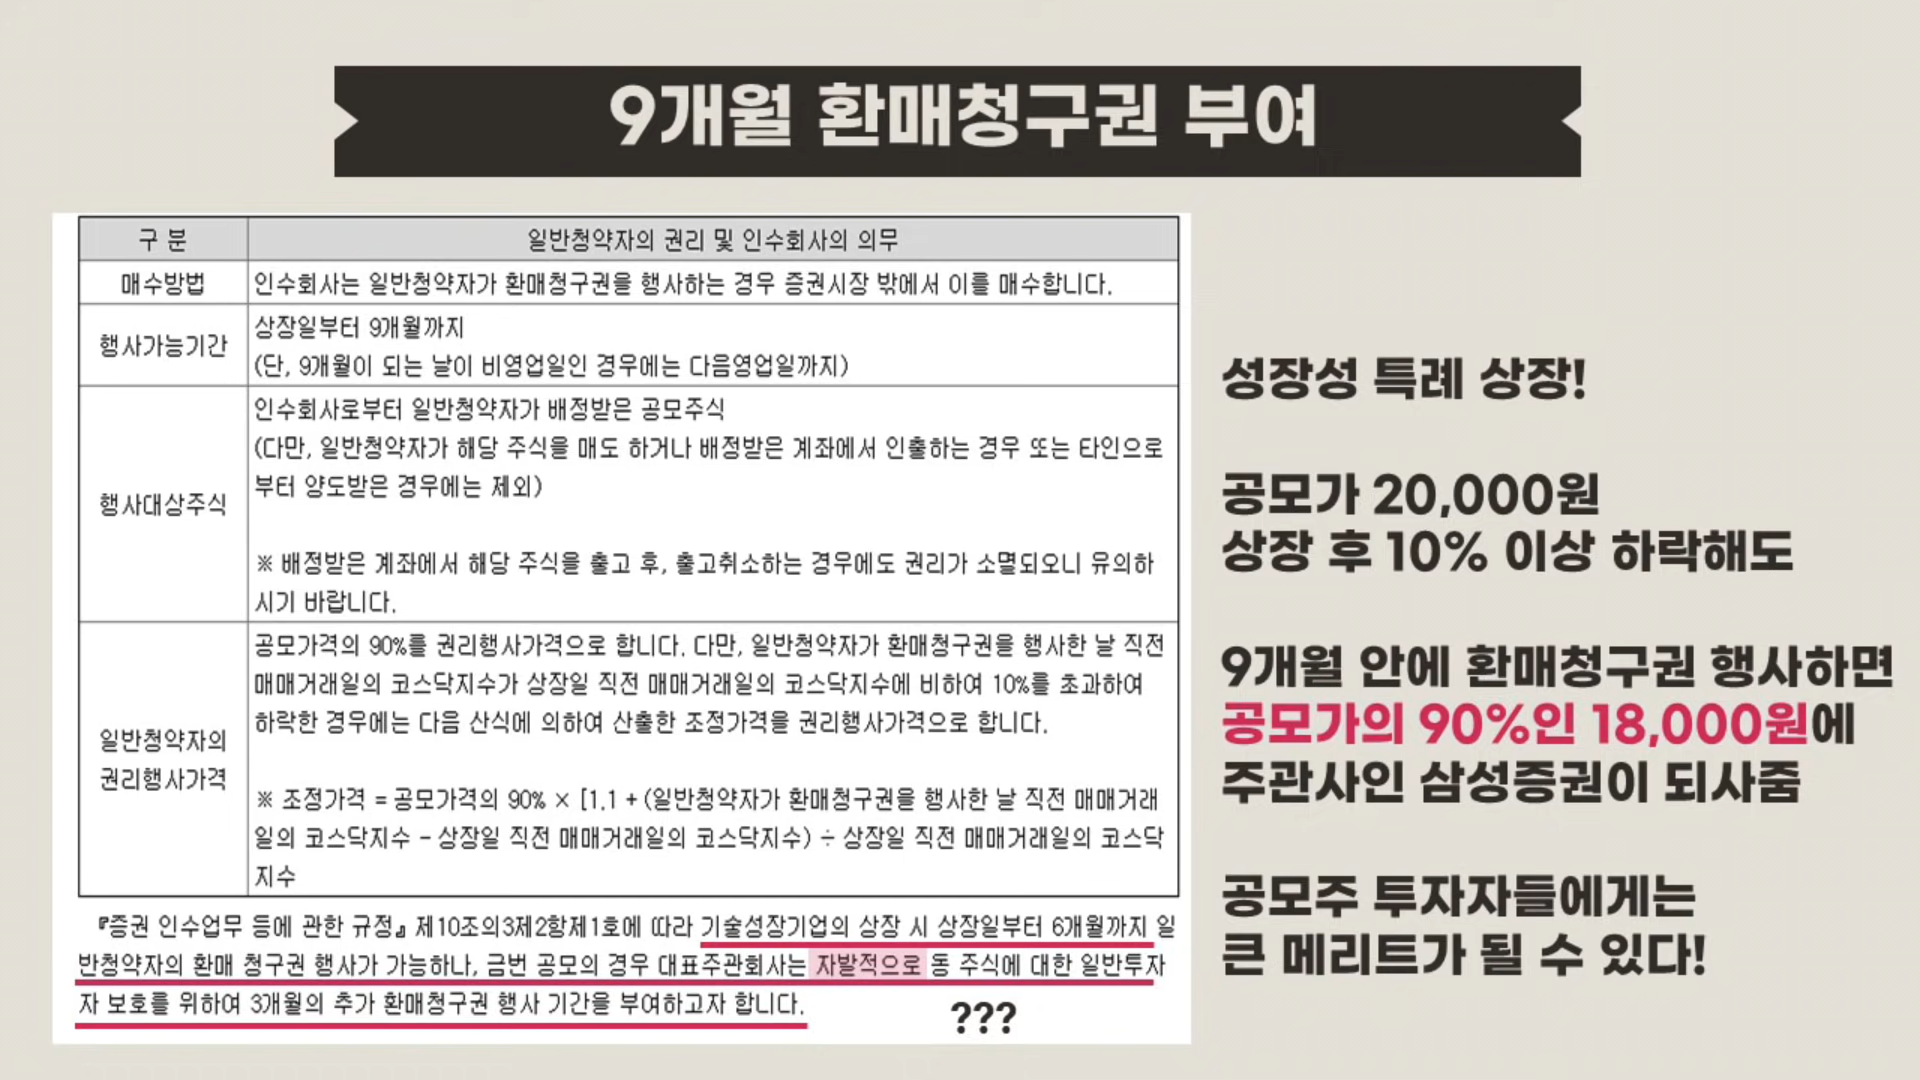 9개월 환매청구권 부여
구 분
일반청약자의 권리 및 인수회사의 의무
매수방법
인수회사는 일반청약자가 환매청구권을 행사하는 경우 증권시장 밖에서 이를 매수합니다.
행사가능기간
상장일부터 9개월까지
(단, 9개월이 되는 날이 비영업일인 경우에는 다음영업일까지)
행사대상주식
인수회사로부터 일반청약자가 배정받은 공모주식
(다만, 일반청약자가 해당 주식을 매도 하거나 배정받은 계좌에서 인출하는 경우 또는 타인으로
부터 양도받은 경우에는 제외)
※ 배정받은 계좌에서 해당 주식을 출고 후, 출고취소하는 경우에도 권리가 소멸되오니 유의하
시기 바랍니다.
일반청약자의
권리행사가격
공모가격의 90%를 권리행사가격으로 합니다. 다만, 일반청약자가 환매청구권을 행사한 날 직전
매매거래일의 코스닥지수가 상장일 직전 매매거래일의 코스닥지수에 비하여 10%를 초과하여
하락한 경우에는 다음 산식에 의하여 산출한 조정가격을 권리행사가격으로 합니다.
※ 조정가격 = 공모가격의 90% × [1.1 + (일반청약자가 환매청구권을 행사한 날 직전 매매거래
일의 코스닥지수 - 상장일 직전 매매거래일의 코스닥지수) ÷ 상장일 직전 매매거래일의 코스닥
지수
『증권 인수업무 등에 관한 규정』 제10조의3제2항제1호에 따라 기술성장기업의 상장 시 상장일부터 6개월까지 일
반청약자의 환매 청구권 행사가 가능하나, 금번 공모의 경우 대표주관회사는 자발적으로 동 주식에 대한 일반투자
자 보호를 위하여 3개월의 추가 환매청구권 행사 기간을 부여하고자 합니다.
???
성장성 특례 상장!
공모가 20,000원
상장 후 10% 이상 하락해도
9개월 안에 환매청구권 행사하면
공모가의 90%인 18,000원에
주관사인 삼성증권이 되사줌
공모주 투자자들에게는
큰 메리트가 될 수 있다!